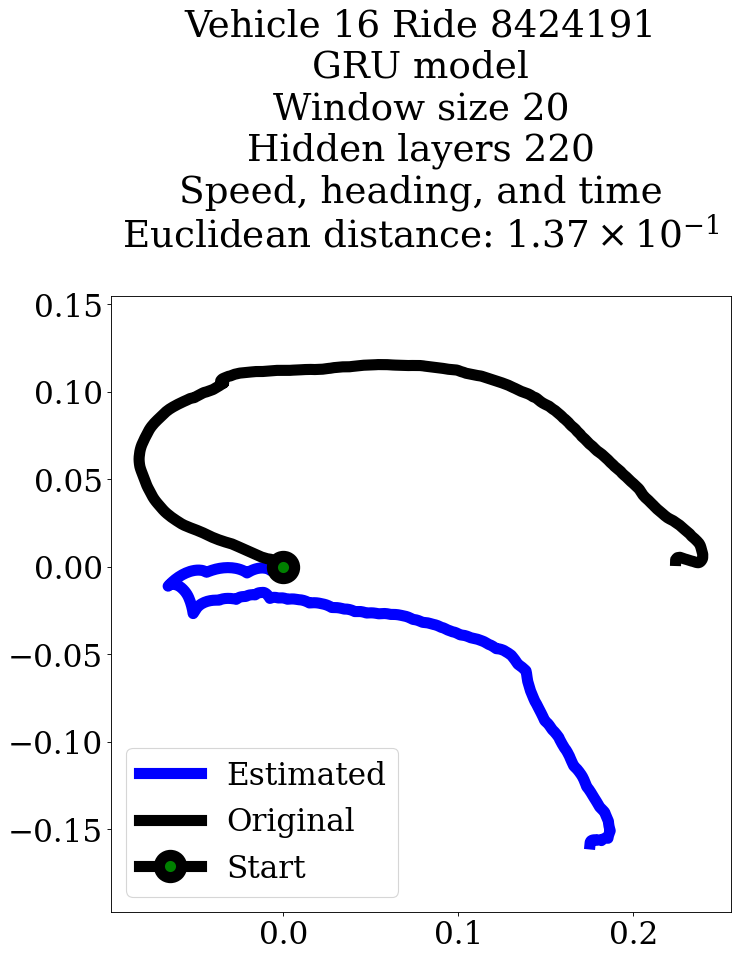 Vehicle 16 Ride 8424191
GRU model
Window size 20
Hidden layers 220
Speed, heading, and time
Euclidean distance: 1.37 × 10⁻¹
0.15
0.10
0.05
0.00
−0.05
−0.10
−0.15
Estimated
Original
Start
0.0 0.1 0.2